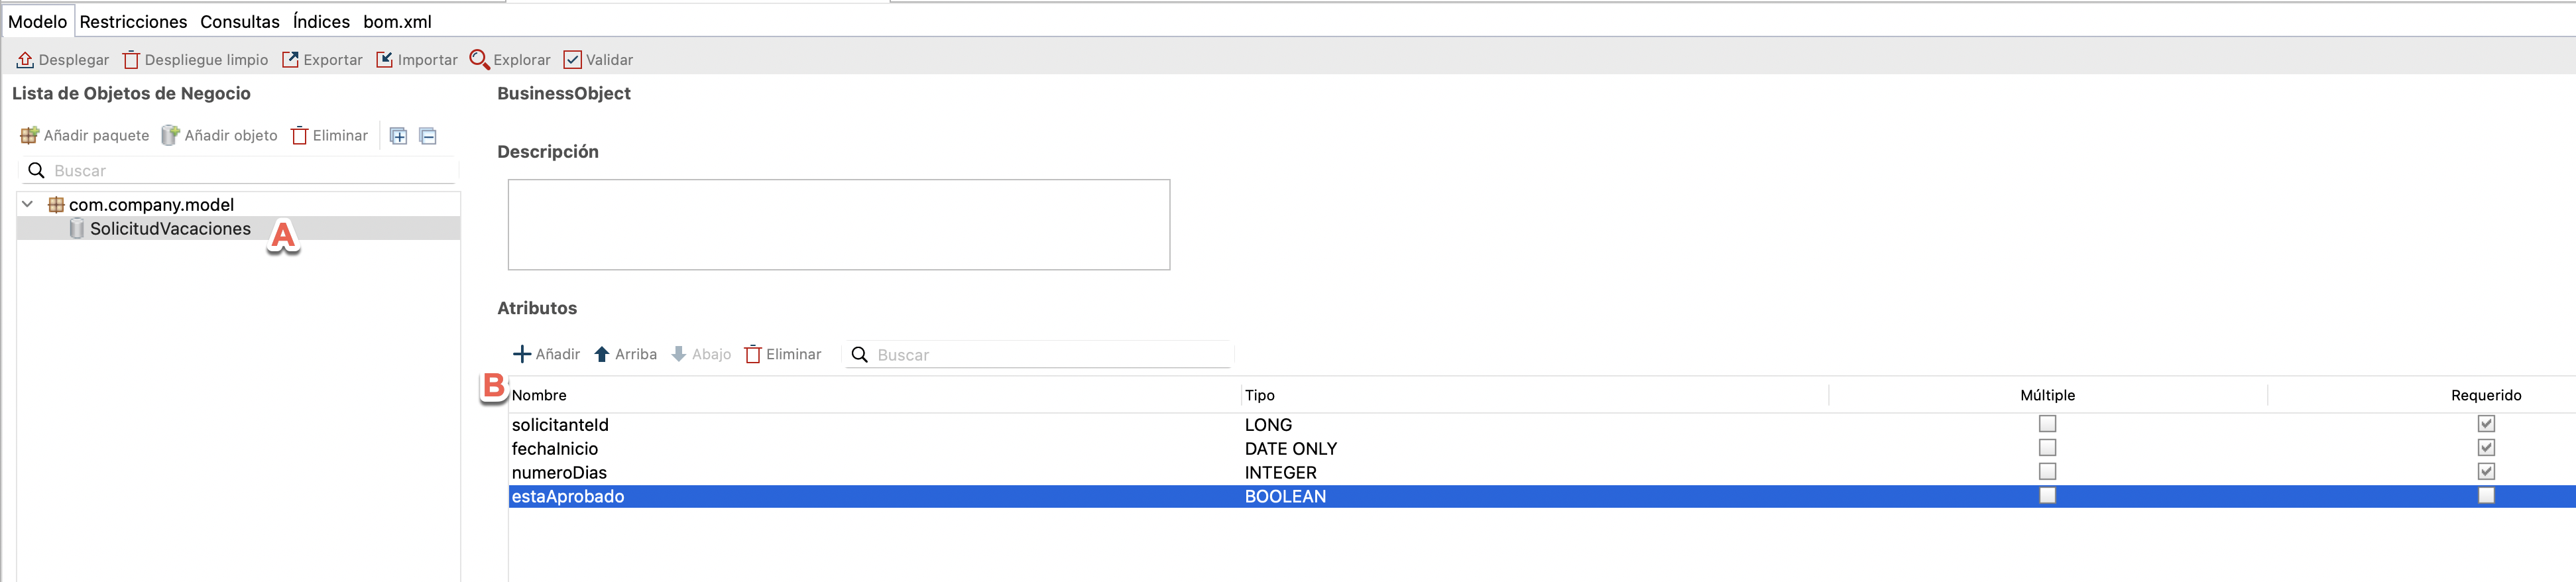 Modelo Restricciones Consultas Índices bom.xml
Desplegar Despliegue limpio Exportar Importar Explorar Validar
Lista de Objetos de Negocio
Añadir paquete Añadir objeto Eliminar
Buscar
com.company.model
SolicitudVacaciones A
BusinessObject
Descripción
Atributos
Añadir Arriba Abajo Eliminar Buscar
B
Nombre Tipo Múltiple Requerido
solicitanteId LONG
fechaInicio DATE ONLY
numeroDias INTEGER
estaAprobado BOOLEAN